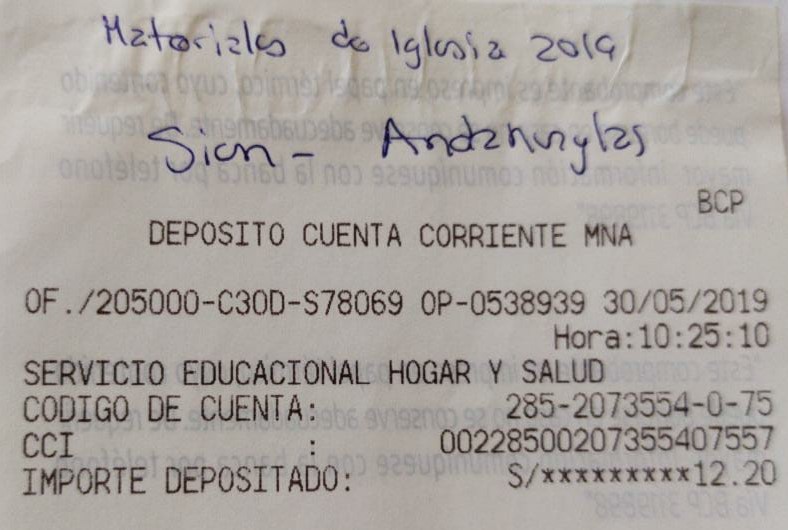 Materiales de Iglesia 2019
Sion - Andahuaylas
BCP
DEPOSITO CUENTA CORRIENTE MNA
OF./205000-C30D-S78069 OP-0538939 30/05/2019
Hora:10:25:10
SERVICIO EDUCACIONAL HOGAR Y SALUD
CODIGO DE CUENTA: 285-2073554-0-75
CCI : 00228500207355407557
IMPORTE DEPOSITADO: S/*********12.20